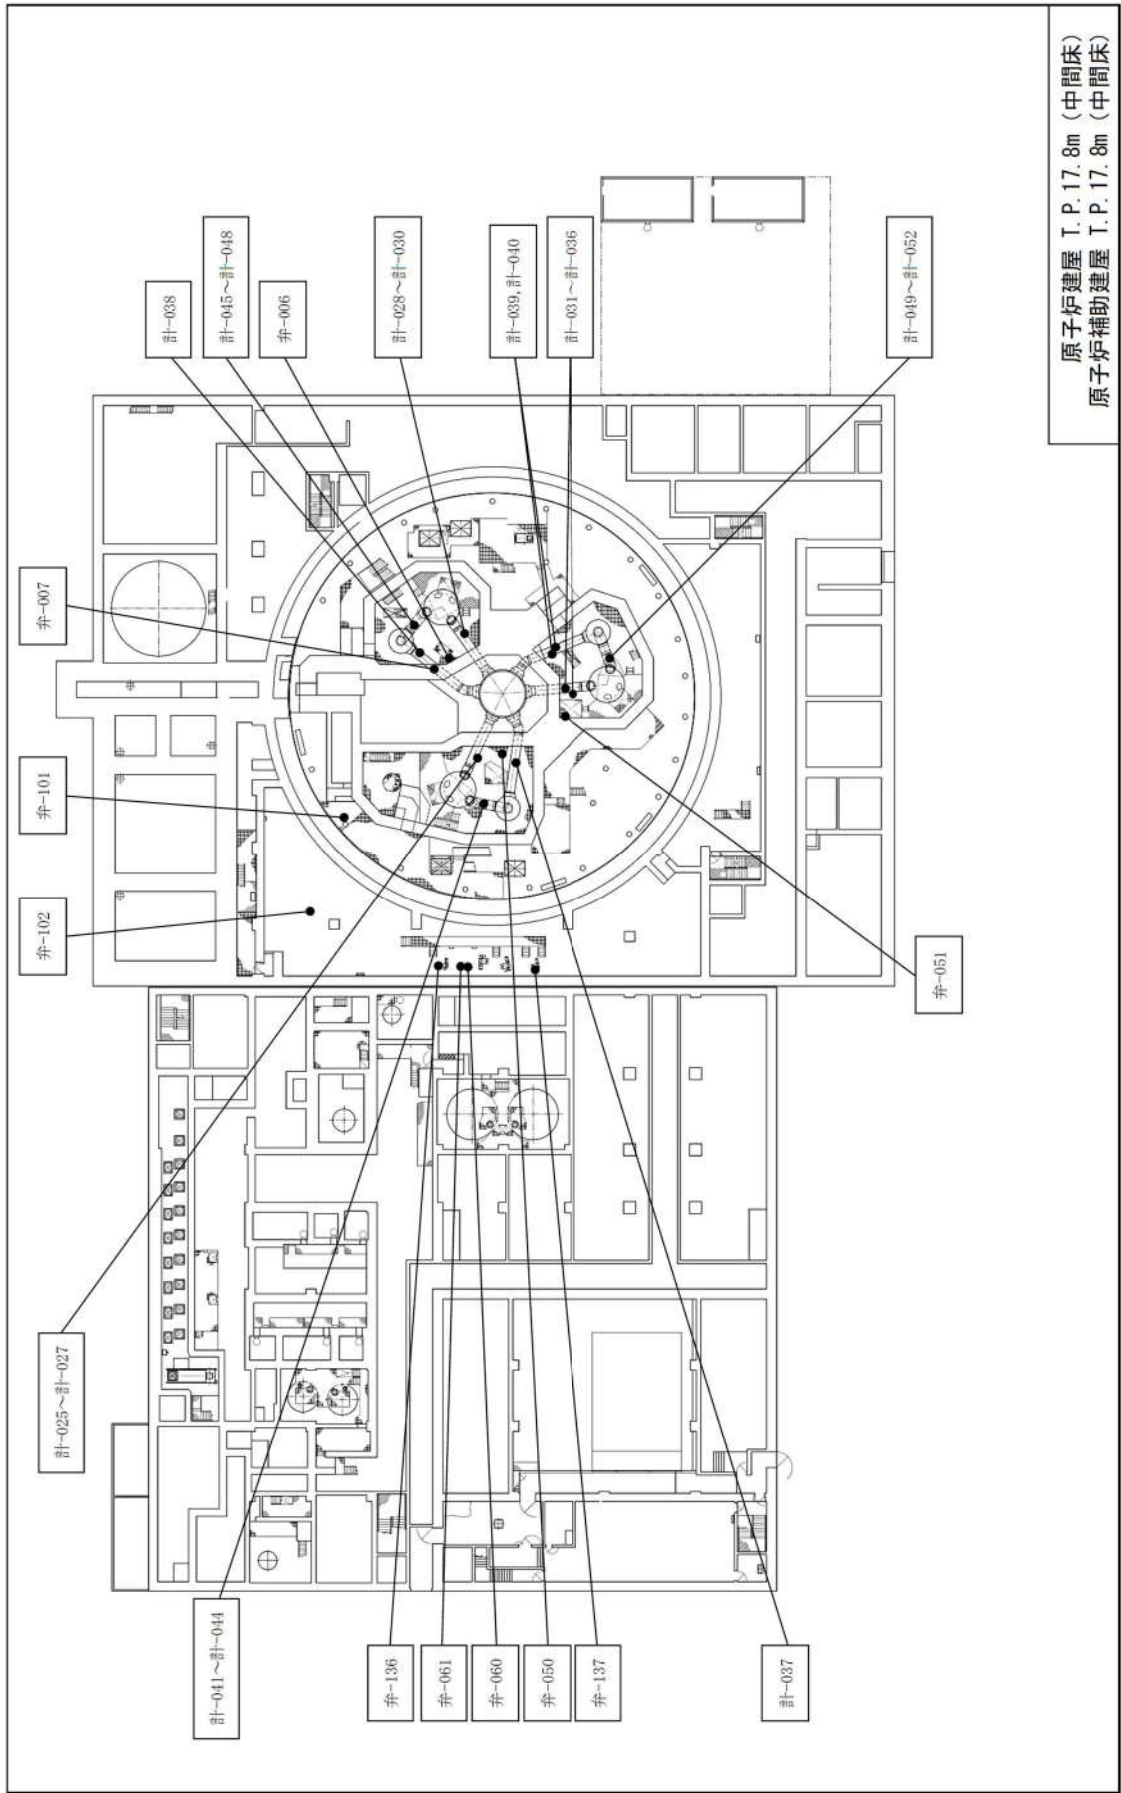 計-038
計-045～計-048
弁-006
計-028～計-030
計-039,計-040
計-031～計-036
計-049～計-052
弁-007
弁-101
弁-102
弁-051
計-025～計-027
計-041～計-044
弁-136
弁-061
弁-060
弁-050
弁-137
計-037
原子炉建屋 T.P.17.8m（中間床）
原子炉補助建屋 T.P.17.8m（中間床）